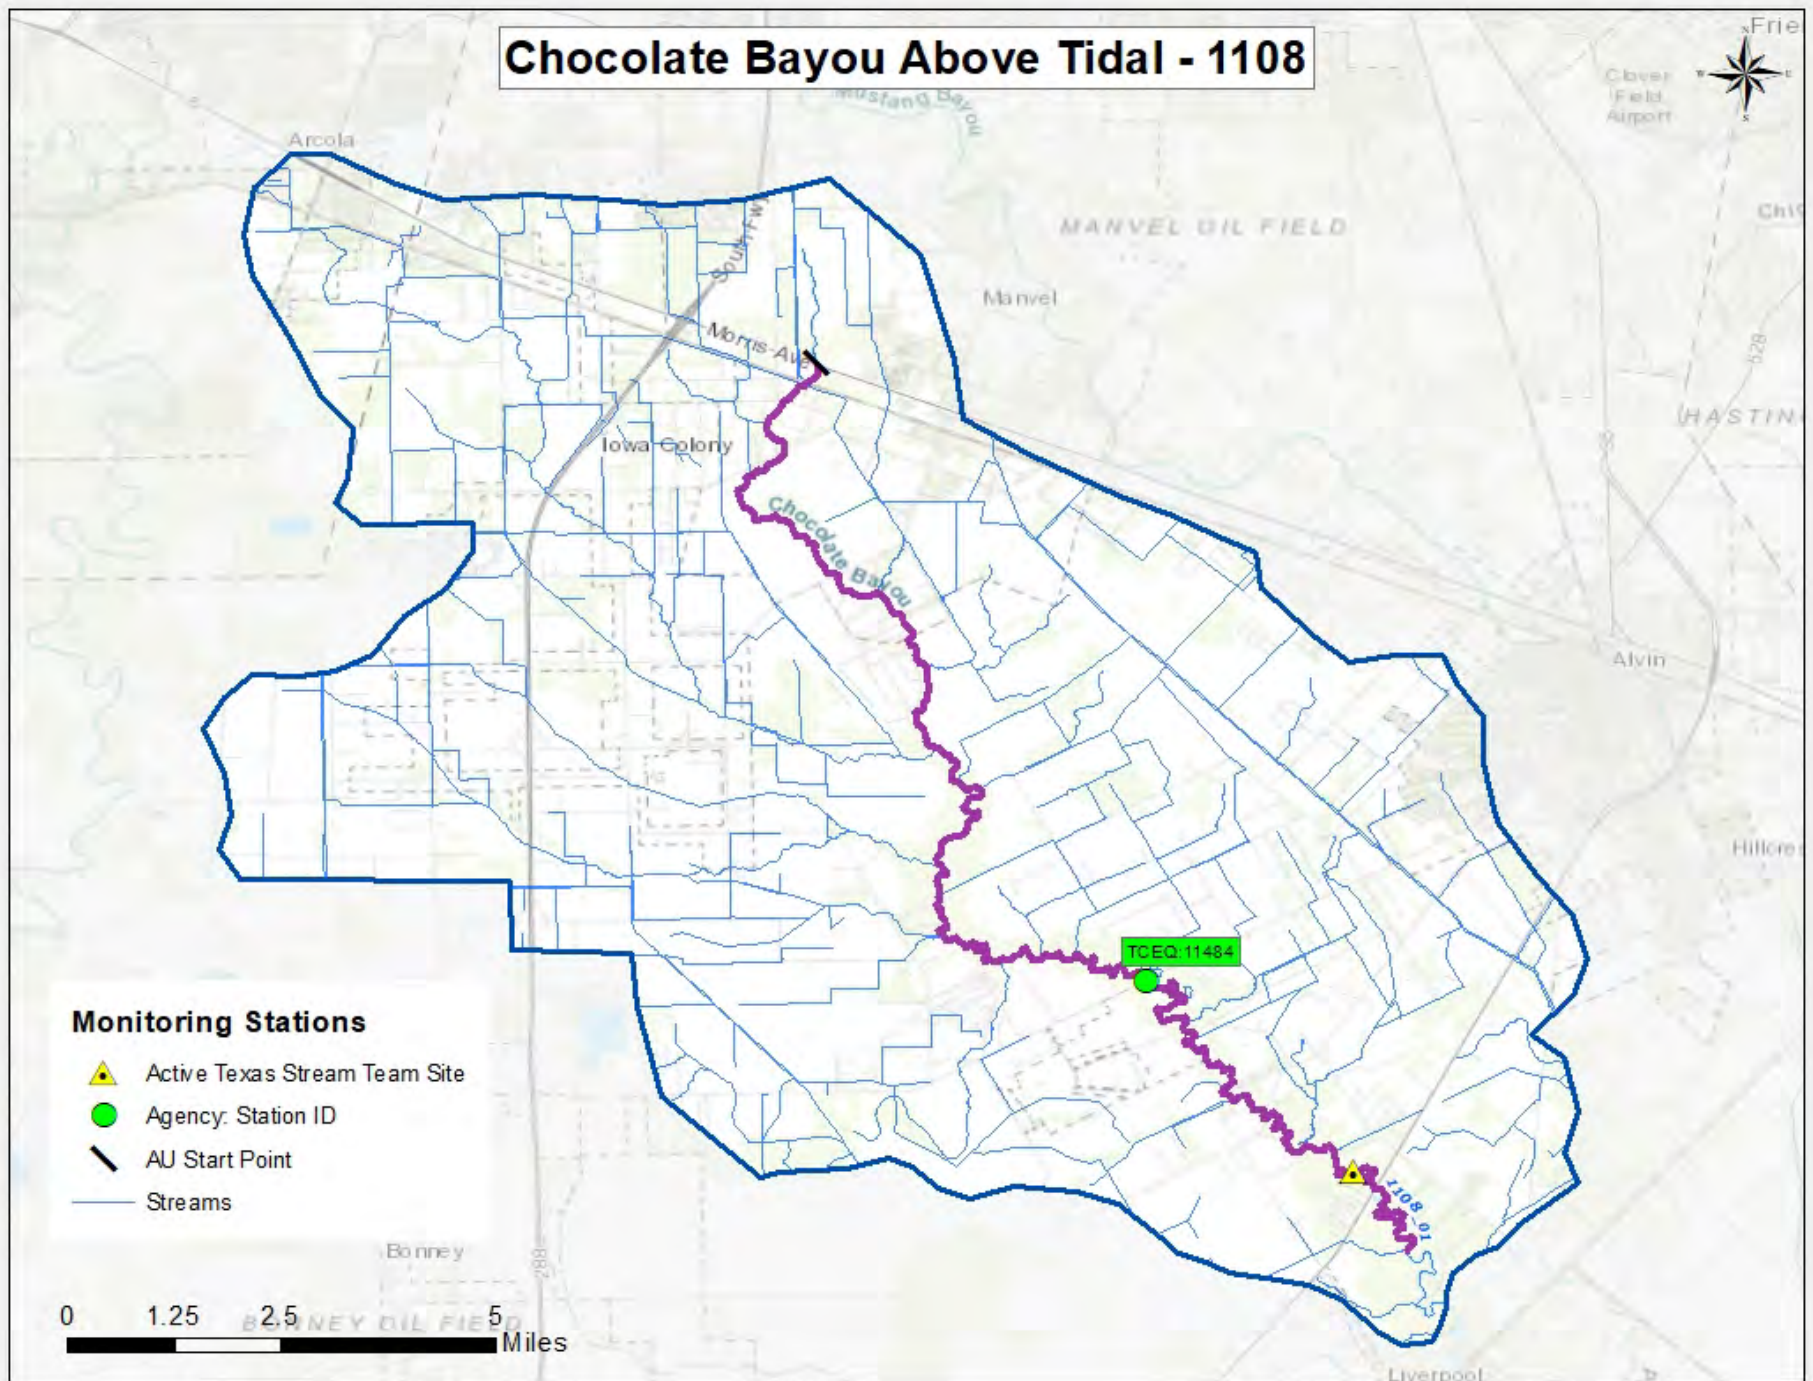 Chocolate Bayou Above Tidal - 1108
N
W
E
S
Clover
Field
Airport
Mustang Bayou
Arcola
MANVEL OIL FIELD
South Fwy
Manvel
Morris-Ave
528
Iowa Colony
Chocolate Bayou
Alvin
TCEQ:11484
Monitoring Stations
Active Texas Stream Team Site
Agency: Station ID
AU Start Point
Streams
1108_01
Bonney
288
0 1.25 2.5 5
Miles
BONNEY OIL FIELD
Liverpool